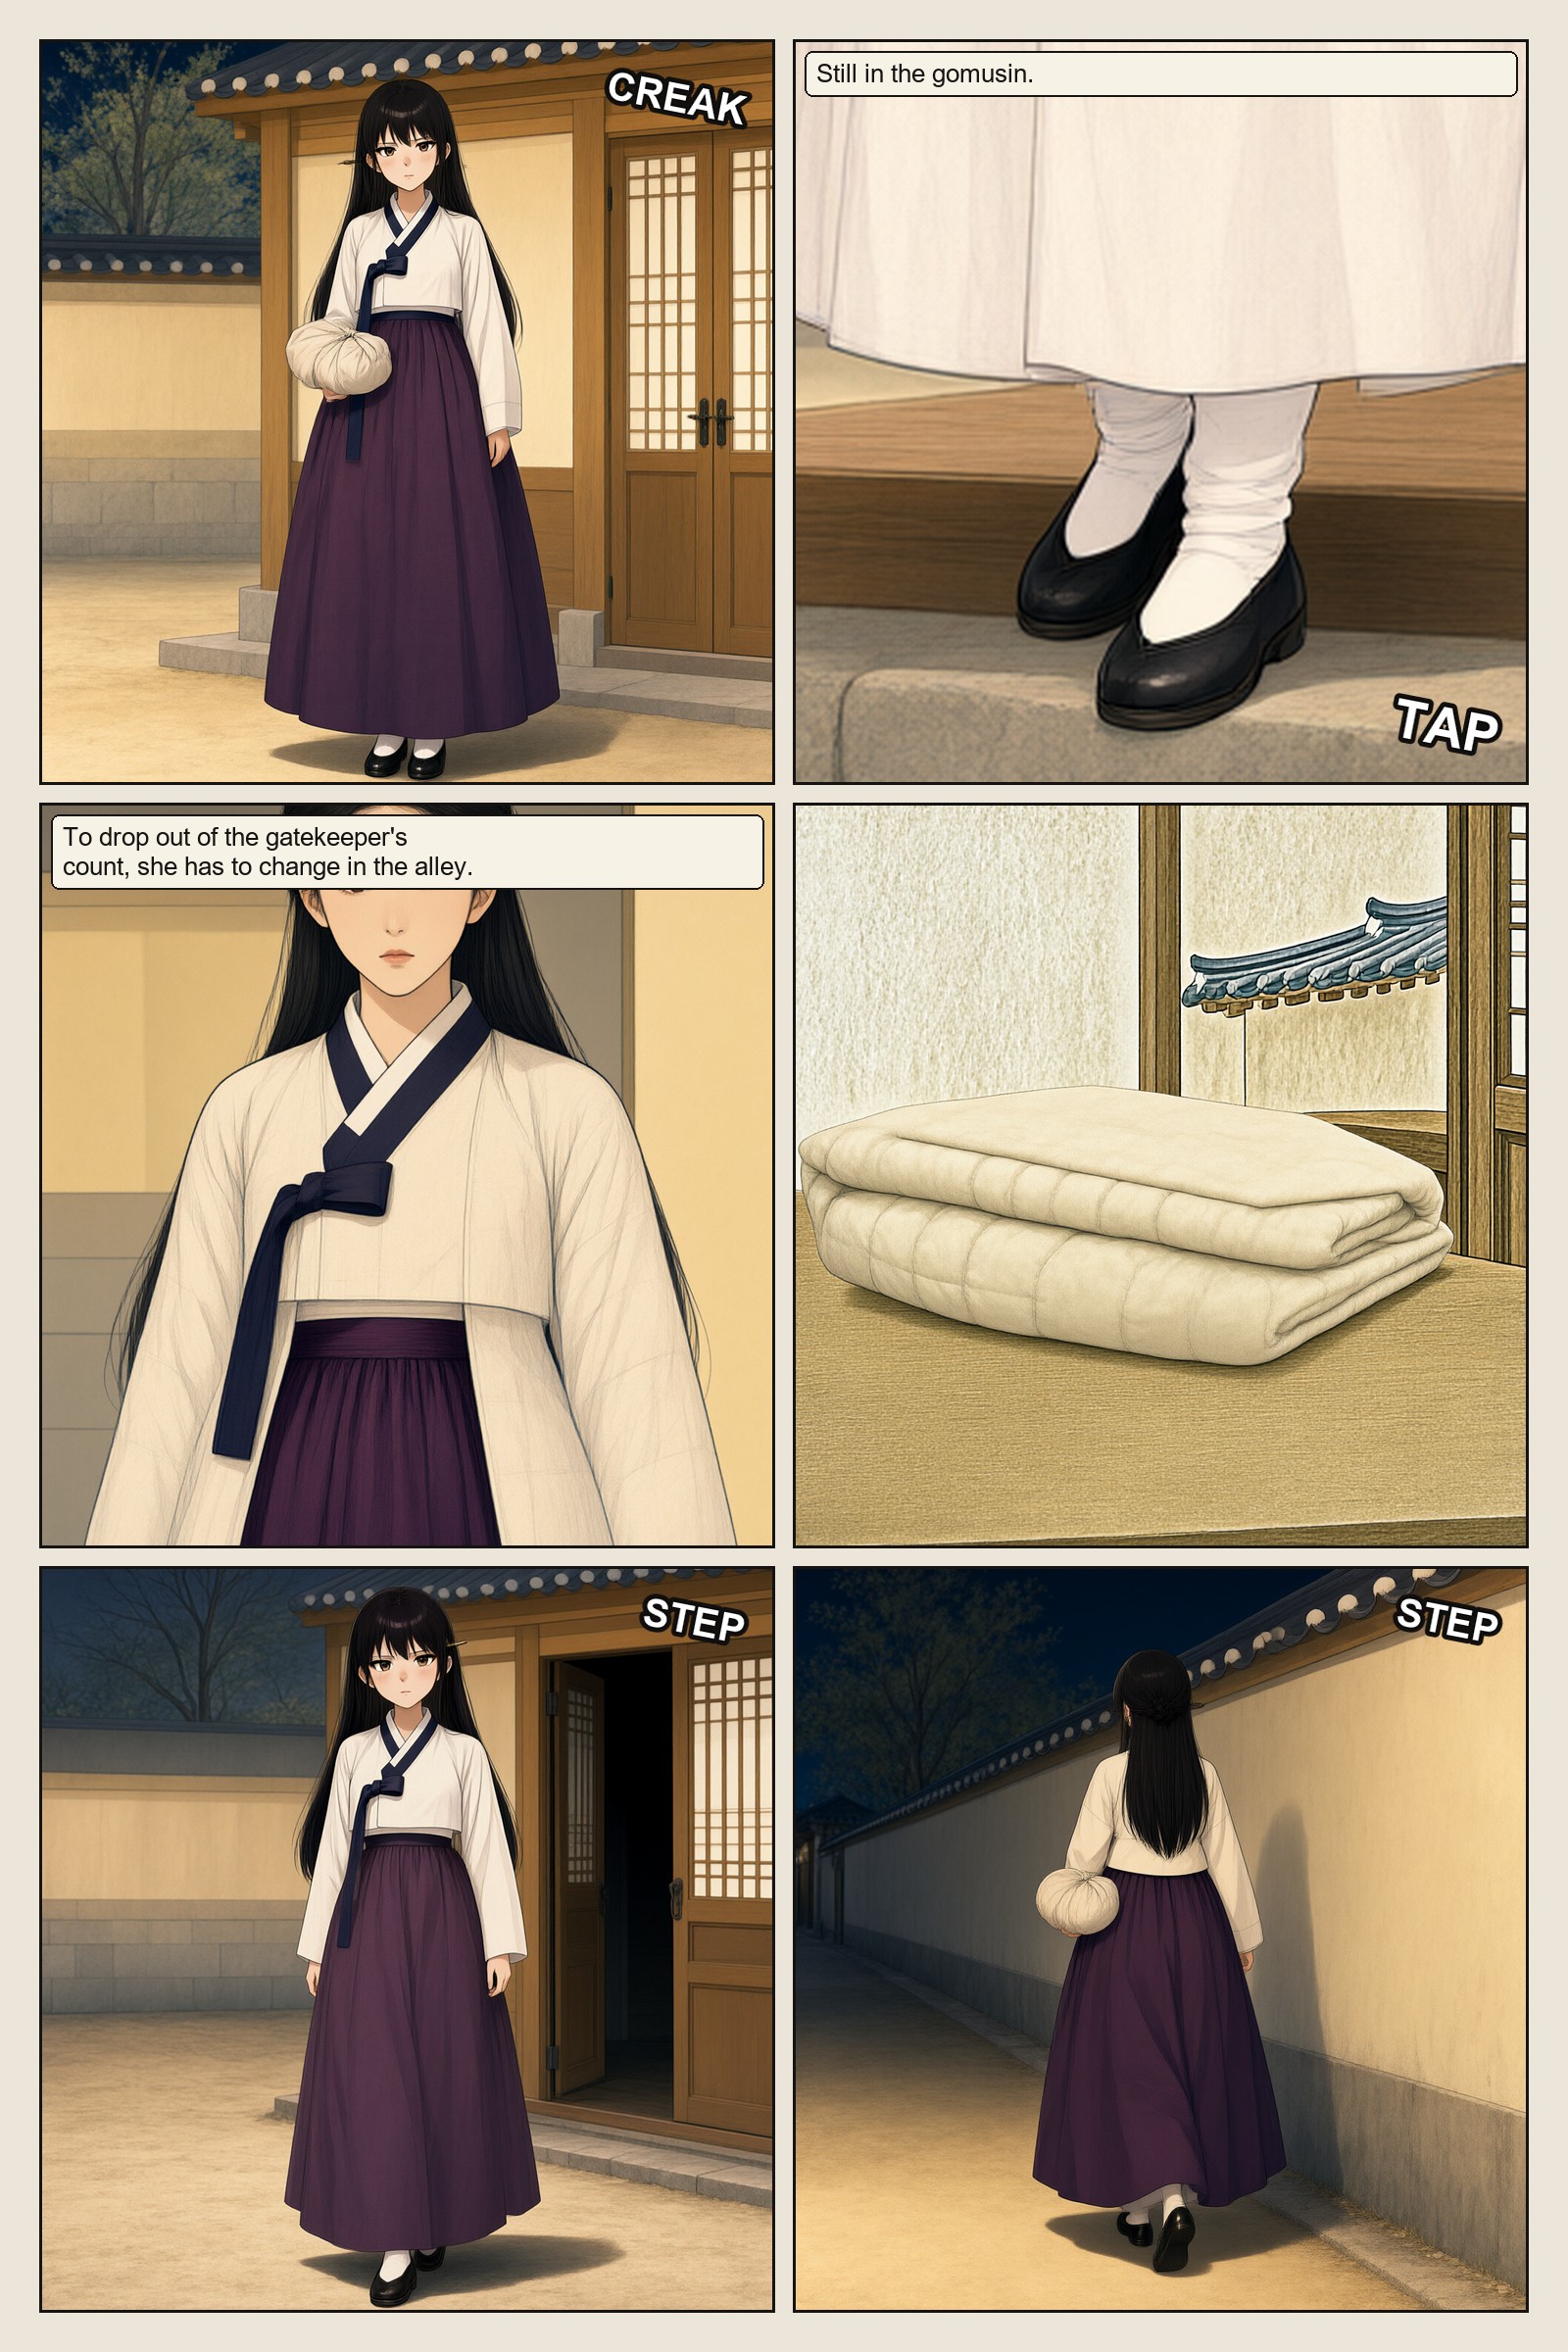 CREAK
Still in the gomusin.
TAP
To drop out of the gatekeeper's
count, she has to change in the alley.
STEP
STEP